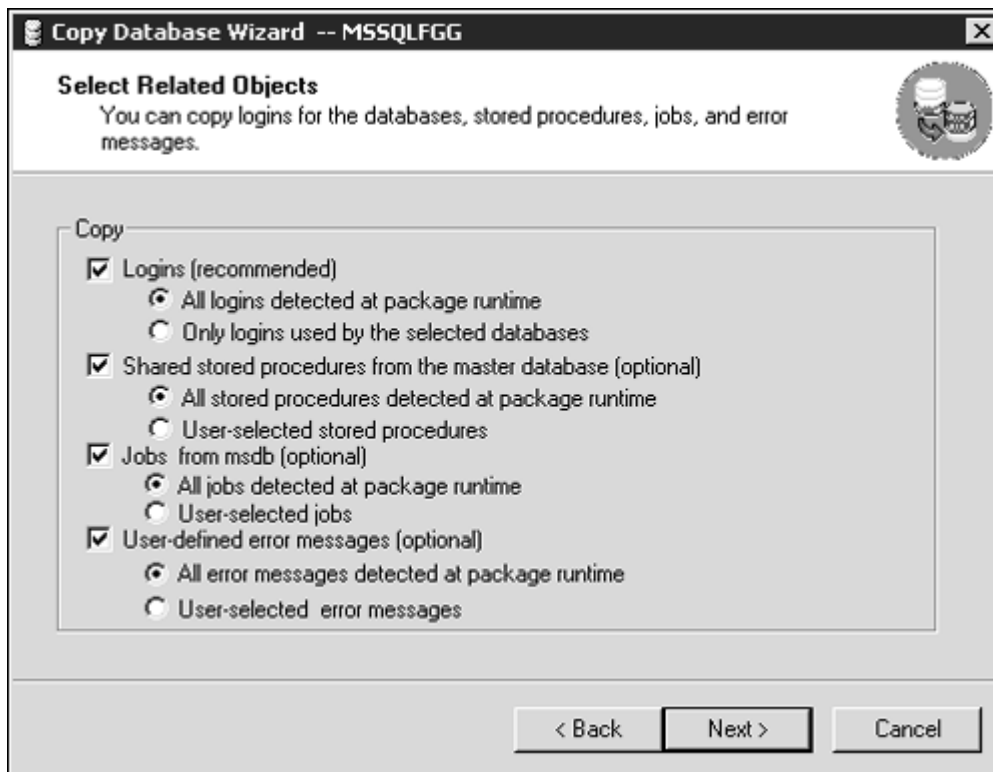 Copy Database Wizard -- MSSQLFGG
Select Related Objects
You can copy logins for the databases, stored procedures, jobs, and error
messages.
Copy
Logins (recommended)
All logins detected at package runtime
Only logins used by the selected databases
Shared stored procedures from the master database (optional)
All stored procedures detected at package runtime
User-selected stored procedures
Jobs from msdb (optional)
All jobs detected at package runtime
User-selected jobs
User-defined error messages (optional)
All error messages detected at package runtime
User-selected error messages
< Back Next > Cancel